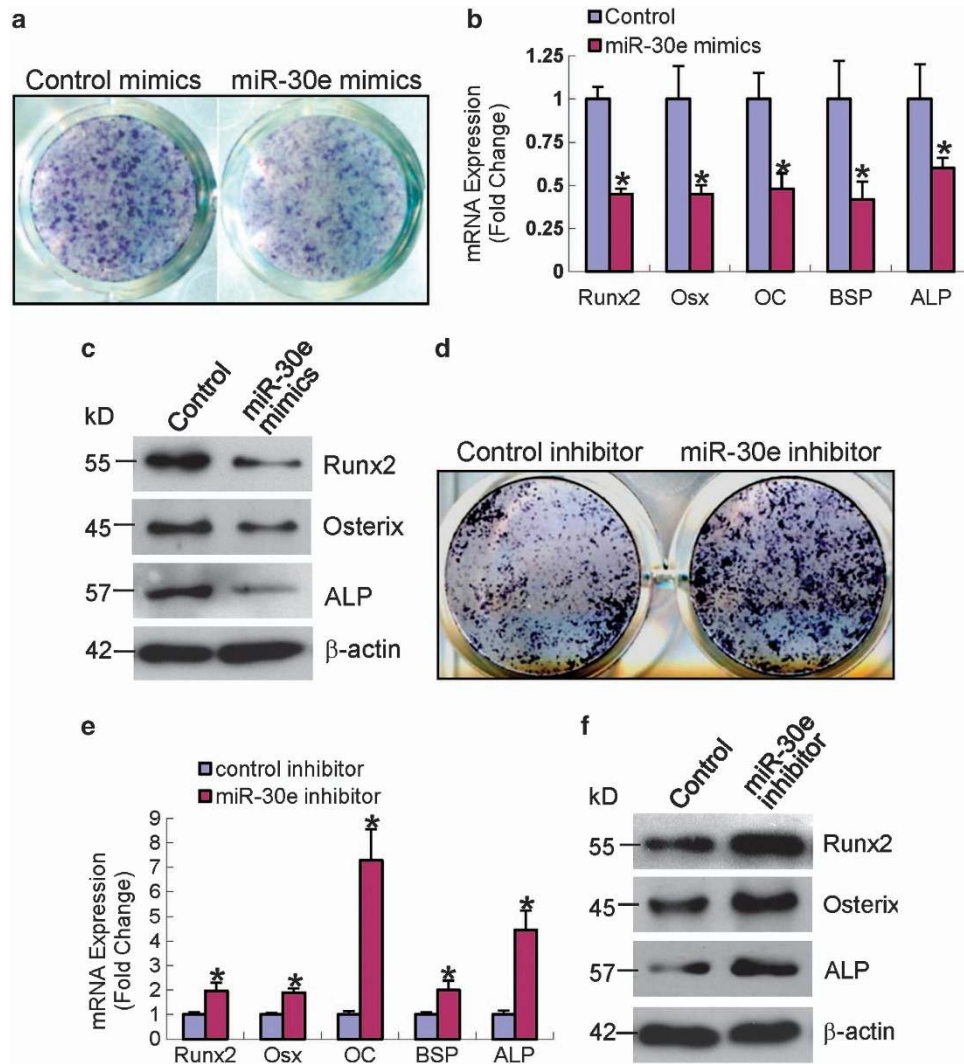 a
Control mimics miR-30e mimics
b
Control
miR-30e mimics
mRNA Expression
(Fold Change)
1.25
1
0.75
0.5
0.25
0
* * * * *
Runx2 Osx OC BSP ALP
c
kD
Control
miR-30e
mimics
55 Runx2
45 Osterix
57 ALP
42 β-actin
d
Control inhibitor miR-30e inhibitor
e
control inhibitor
miR-30e inhibitor
mRNA Expression
(Fold Change)
9
8
7
6
5
4
3
2
1
0
* * * * *
Runx2 Osx OC BSP ALP
f
kD
Control
miR-30e
inhibitor
55 Runx2
45 Osterix
57 ALP
42 β-actin